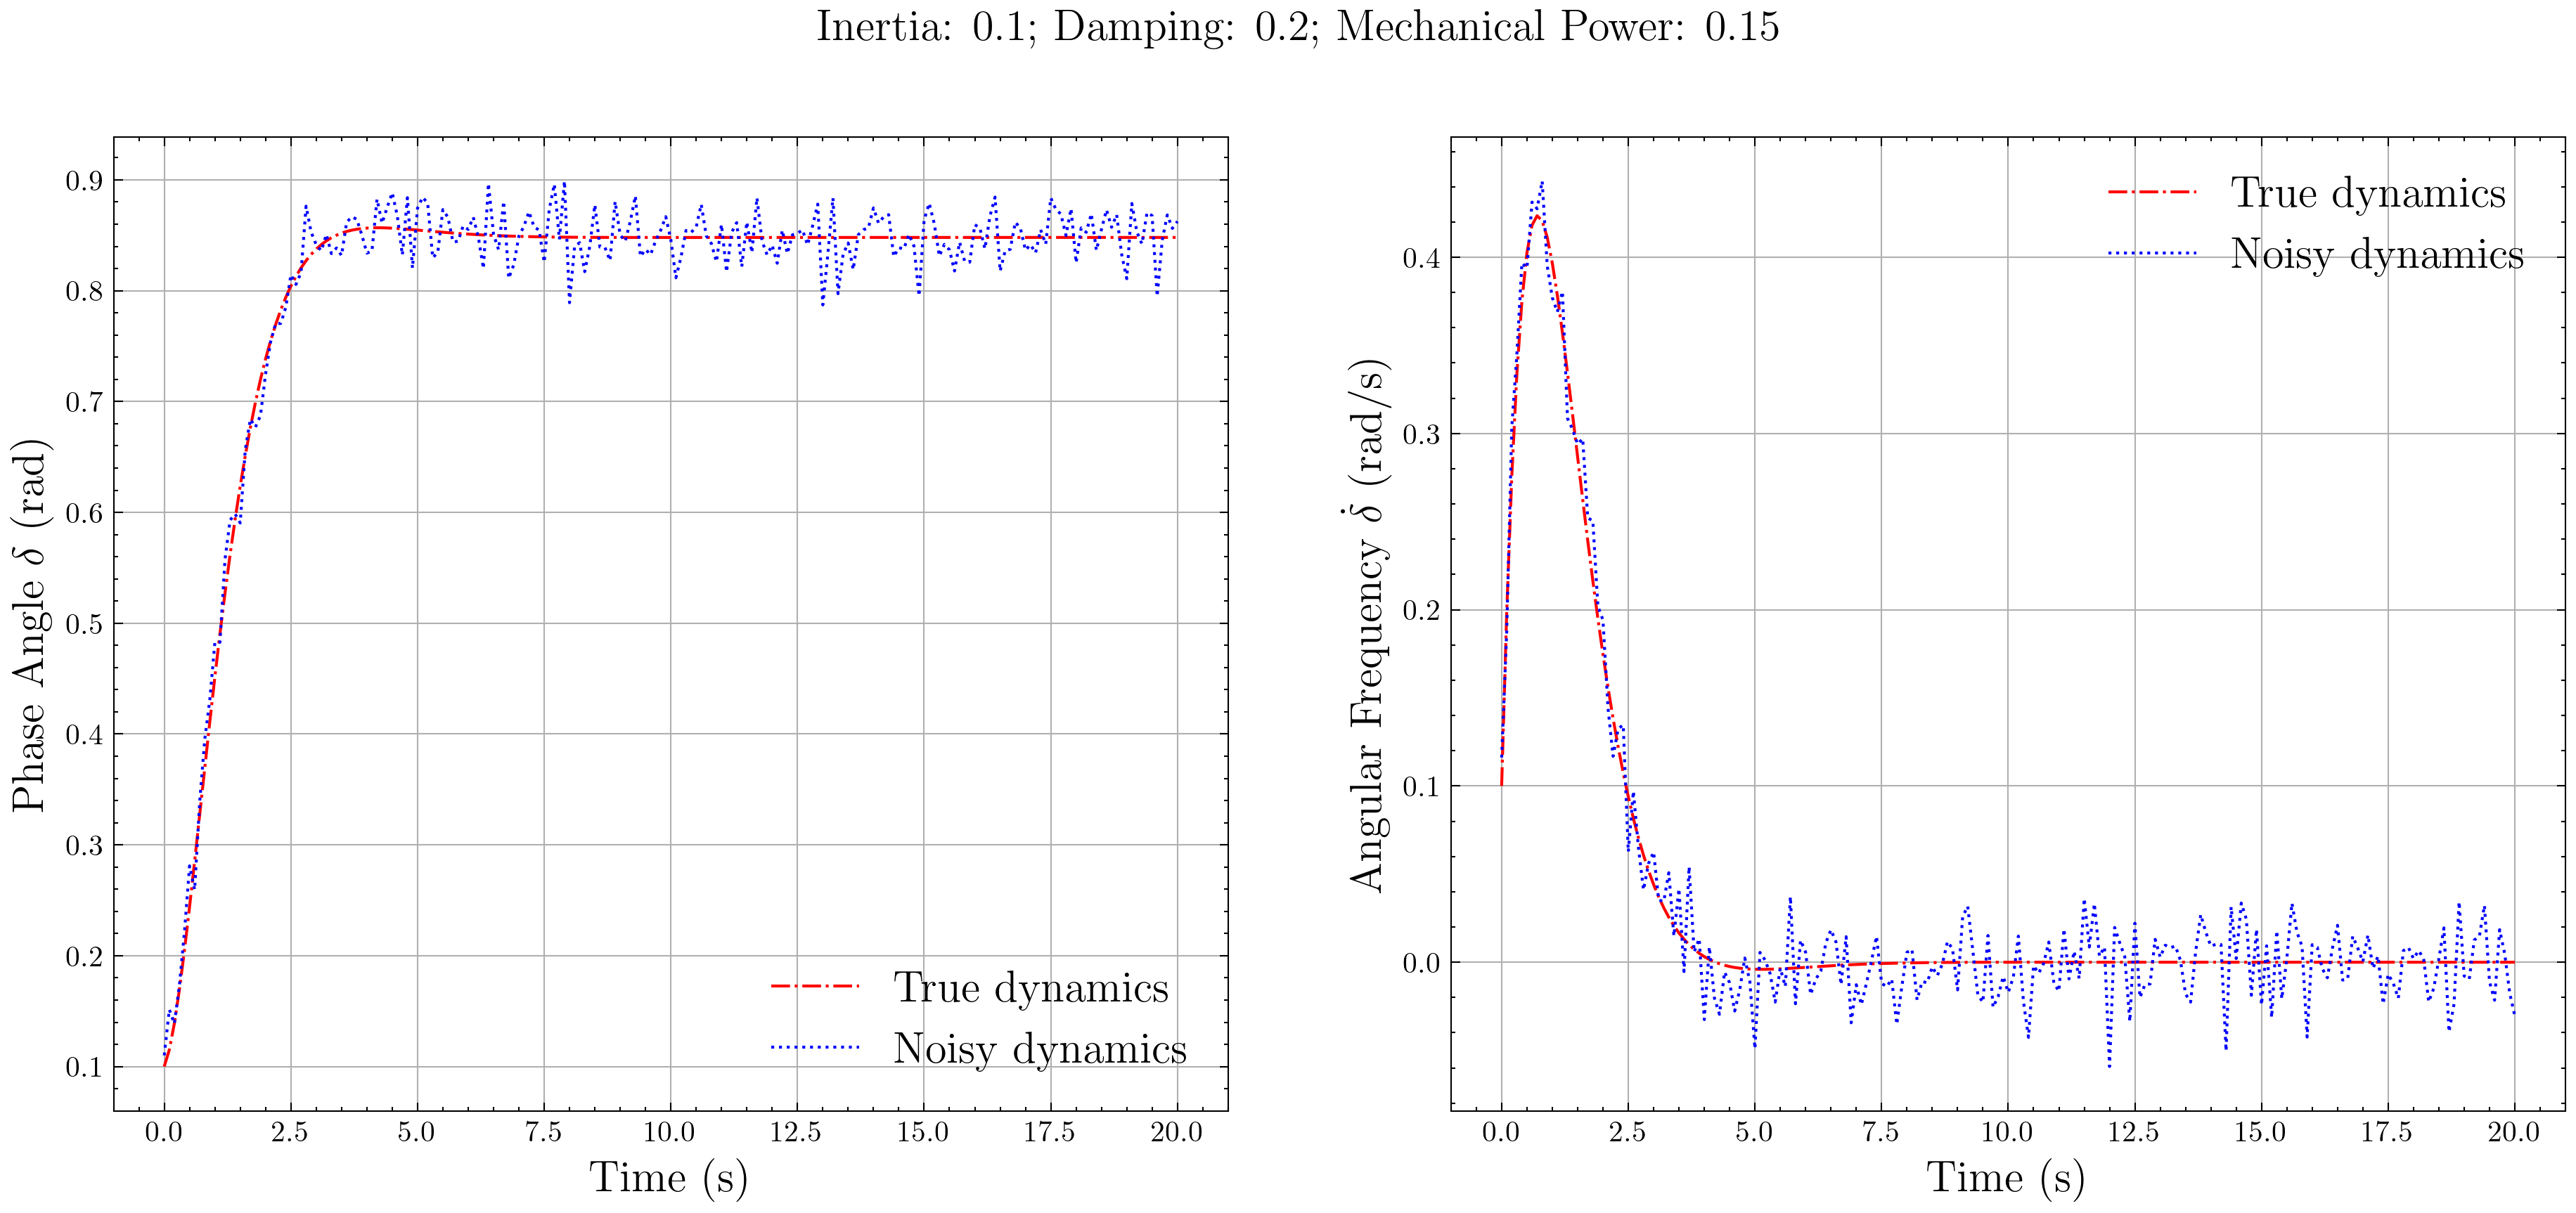 Inertia: 0.1; Damping: 0.2; Mechanical Power: 0.15
Phase Angle δ (rad)
0.9
0.8
0.7
0.6
0.5
0.4
0.3
0.2
0.1
True dynamics
Noisy dynamics
0.0 2.5 5.0 7.5 10.0 12.5 15.0 17.5 20.0
Time (s)
Angular Frequency δ̇ (rad/s)
0.4
0.3
0.2
0.1
0.0
True dynamics
Noisy dynamics
0.0 2.5 5.0 7.5 10.0 12.5 15.0 17.5 20.0
Time (s)